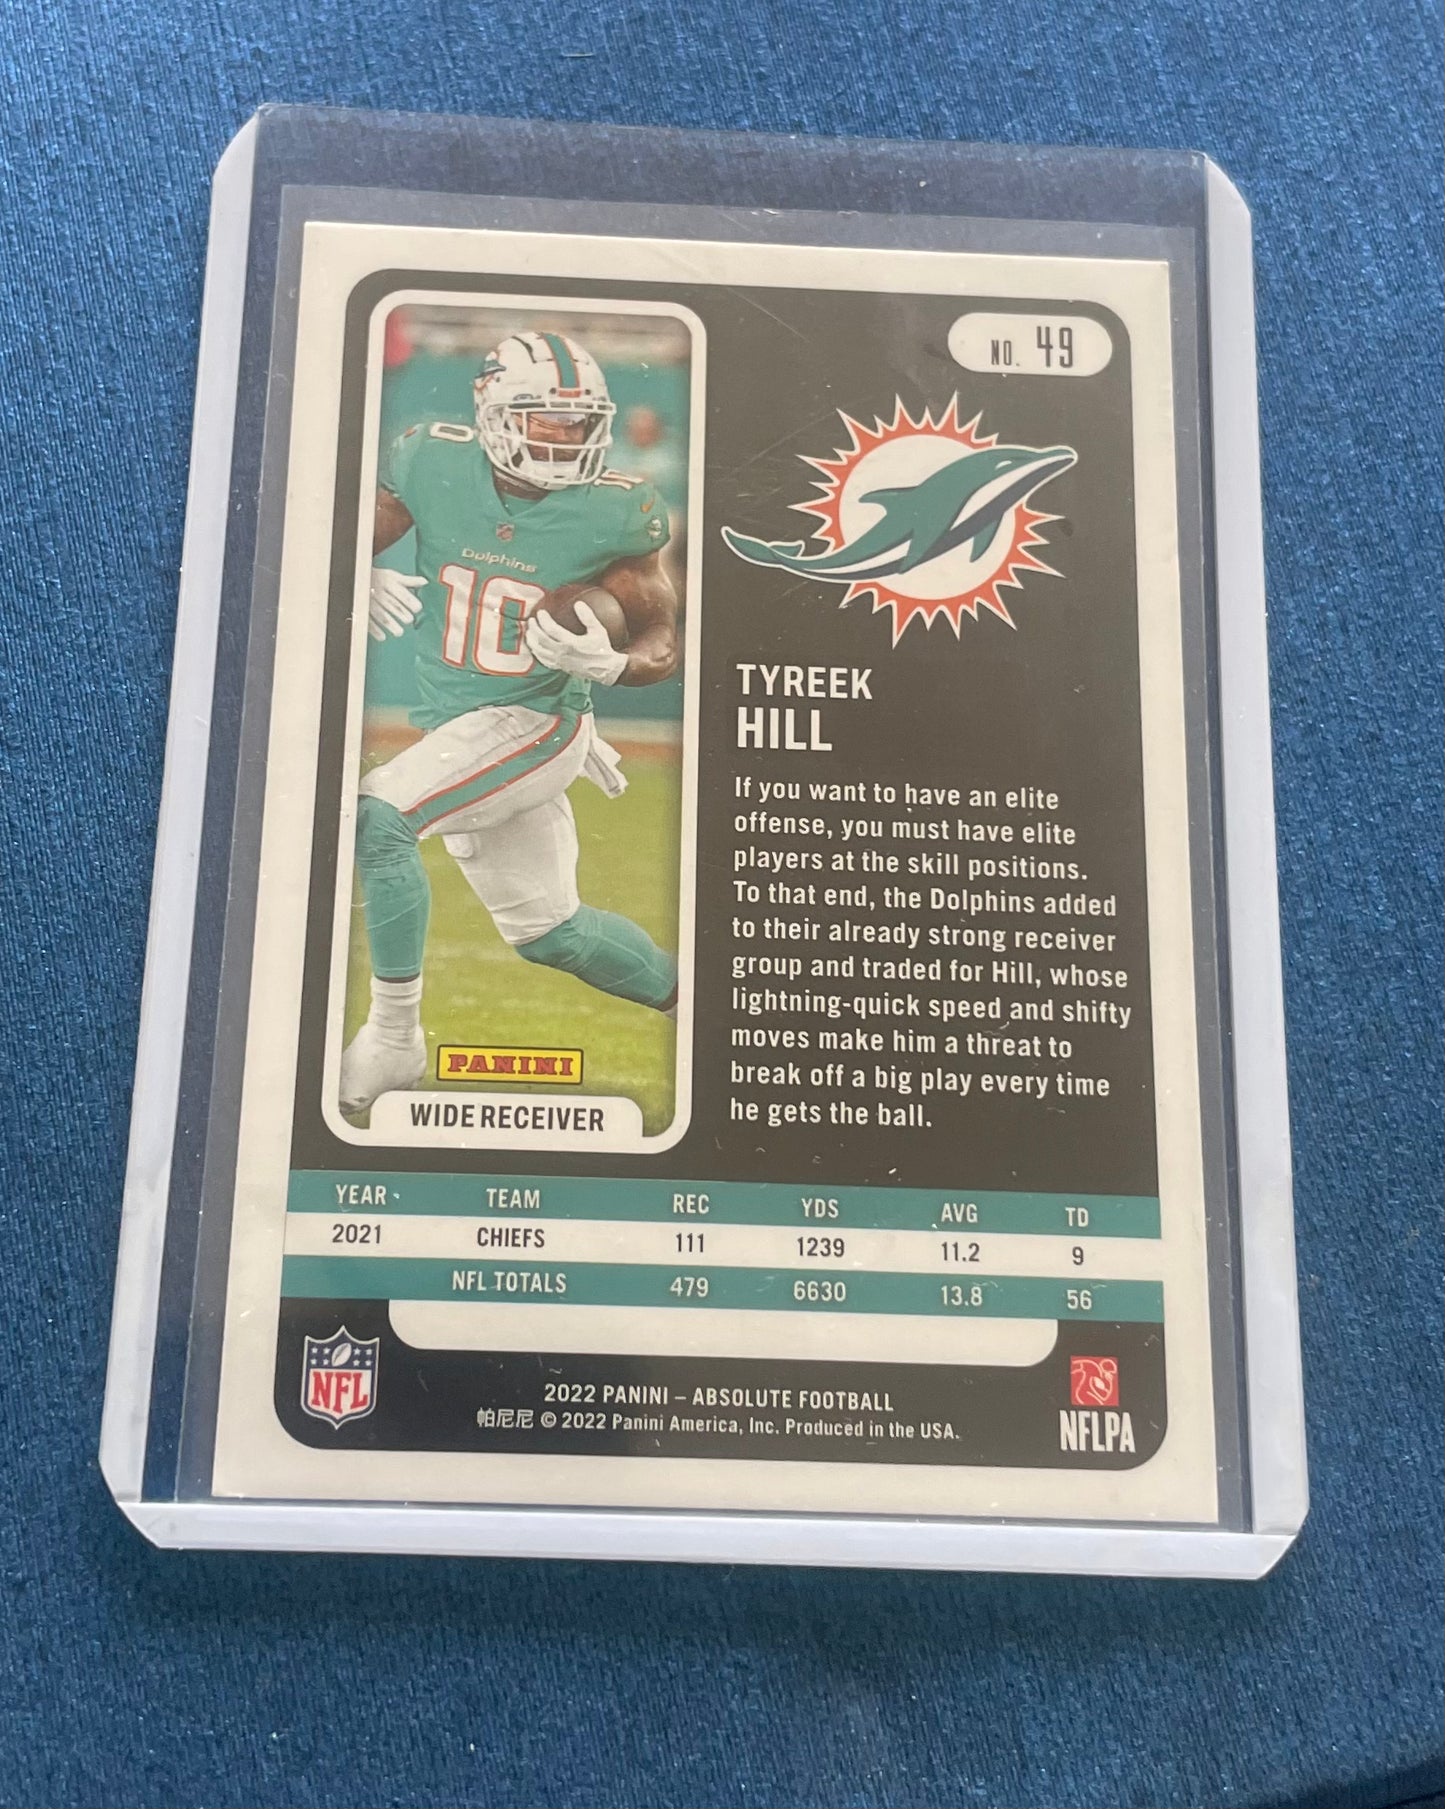 NO. 49
0
10
Dolphins
10
PANINI
WIDE RECEIVER
TYREEK
HILL
If you want to have an elite
offense, you must have elite
players at the skill positions.
To that end, the Dolphins added
to their already strong receiver
group and traded for Hill, whose
lightning-quick speed and shifty
moves make him a threat to
break off a big play every time
he gets the ball.
YEAR TEAM REC YDS AVG TD
2021 CHIEFS 111 1239 11.2 9
NFL TOTALS 479 6630 13.8 56
NFL
2022 PANINI – ABSOLUTE FOOTBALL
帕尼尼 © 2022 Panini America, Inc. Produced in the USA.
NFLPA